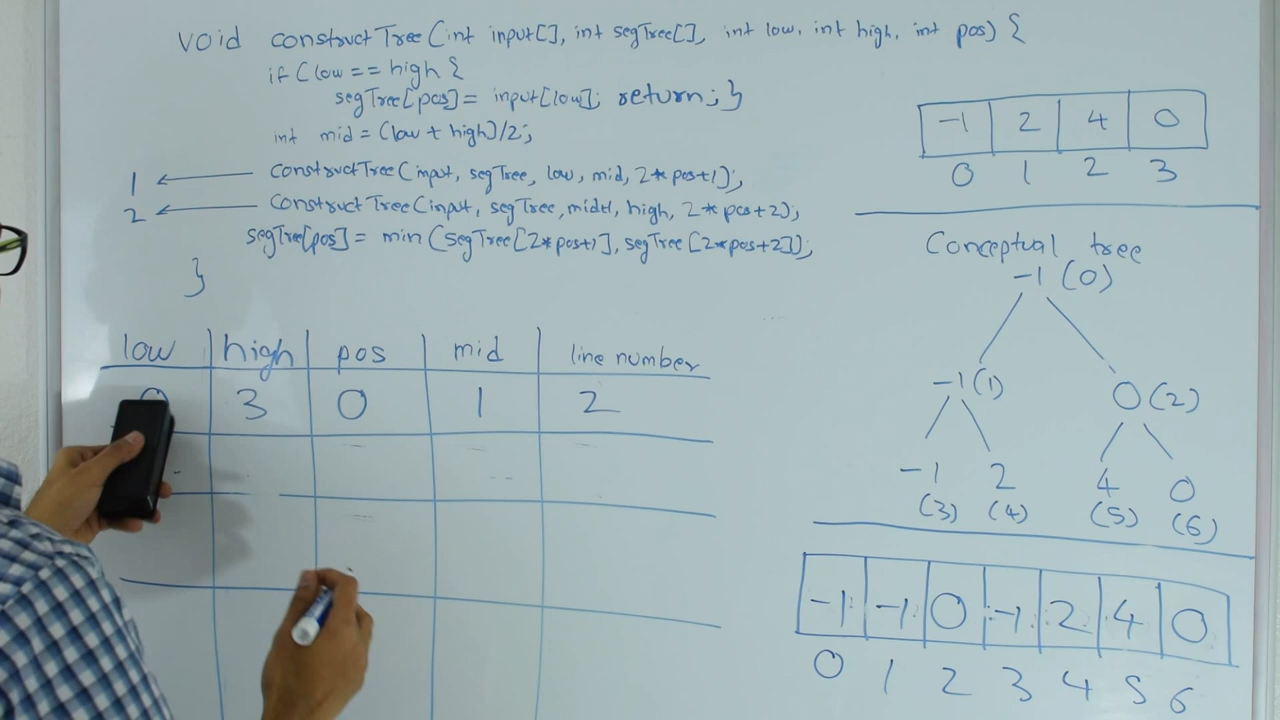 void constructTree(int input[], int segTree[], int low, int high, int pos) {
if (low == high {
segTree[pos] = input[low]; return; }
int mid = (low + high)/2;
1 constructTree(input, segTree, low, mid, 2*pos+1);
2 constructTree(input, segTree, mid+1, high, 2*pos+2);
segTree[pos] = min(segTree[2*pos+1], segTree[2*pos+2]);
}
low high pos mid line number
0 3 0 1 2
-1 2 4 0
0 1 2 3
Conceptual tree
-1 (0)
-1 (1) 0 (2)
-1 2 4 0
(3) (4) (5) (6)
-1 -1 0 -1 2 4 0
0 1 2 3 4 5 6